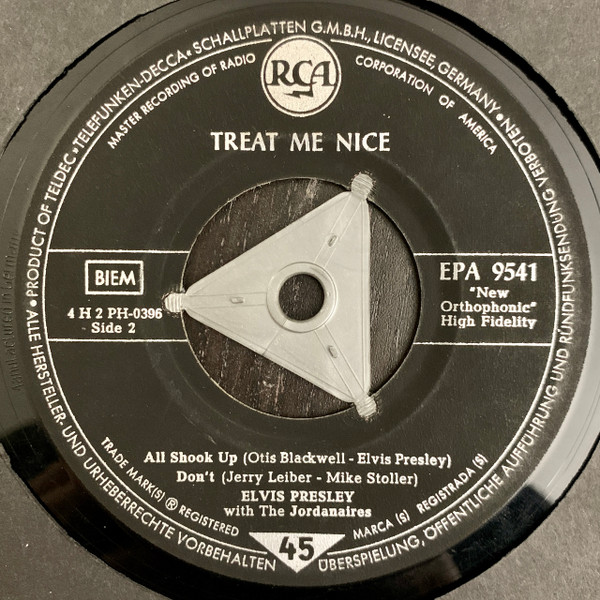 ALLE HERSTELLER- UND URHEBERRECHTE VORBEHALTEN
• PRODUCT OF TELDEC • TELEFUNKEN-DECCA • SCHALLPLATTEN G.M.B.H., LICENSEE, GERMANY •
ÜBERSPIELUNG, ÖFFENTLICHE AUFFÜHRUNG UND RUNDFUNKSENDUNG VERBOTEN
MASTER RECORDING OF RADIO CORPORATION OF AMERICA
RCA
TREAT ME NICE
BIEM
4 H 2 PH-0396
Side 2
EPA 9541
"New
Orthophonic"
High Fidelity
All Shook Up (Otis Blackwell - Elvis Presley)
Don't (Jerry Leiber - Mike Stoller)
ELVIS PRESLEY
with The Jordanaires
TRADE MARK(S) ® REGISTERED
MARCA (S) REGISTRADA (S)
45